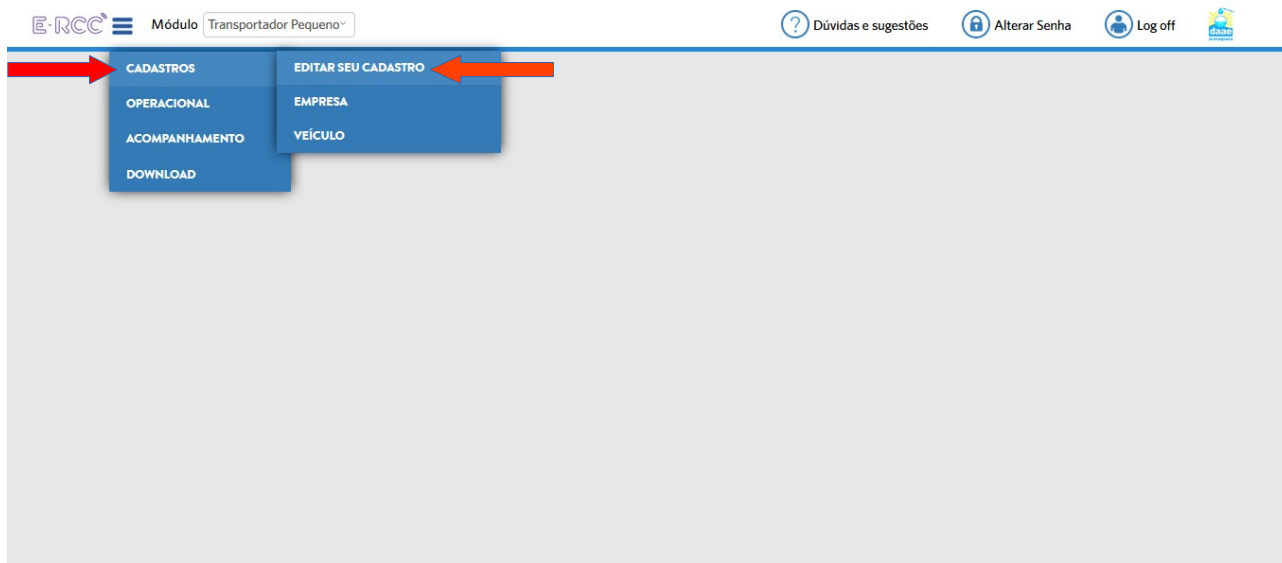 E-RCC Módulo Transportador Pequeno Dúvidas e sugestões Alterar Senha Log off daae
CADASTROS EDITAR SEU CADASTRO
OPERACIONAL EMPRESA
ACOMPANHAMENTO VEÍCULO
DOWNLOAD